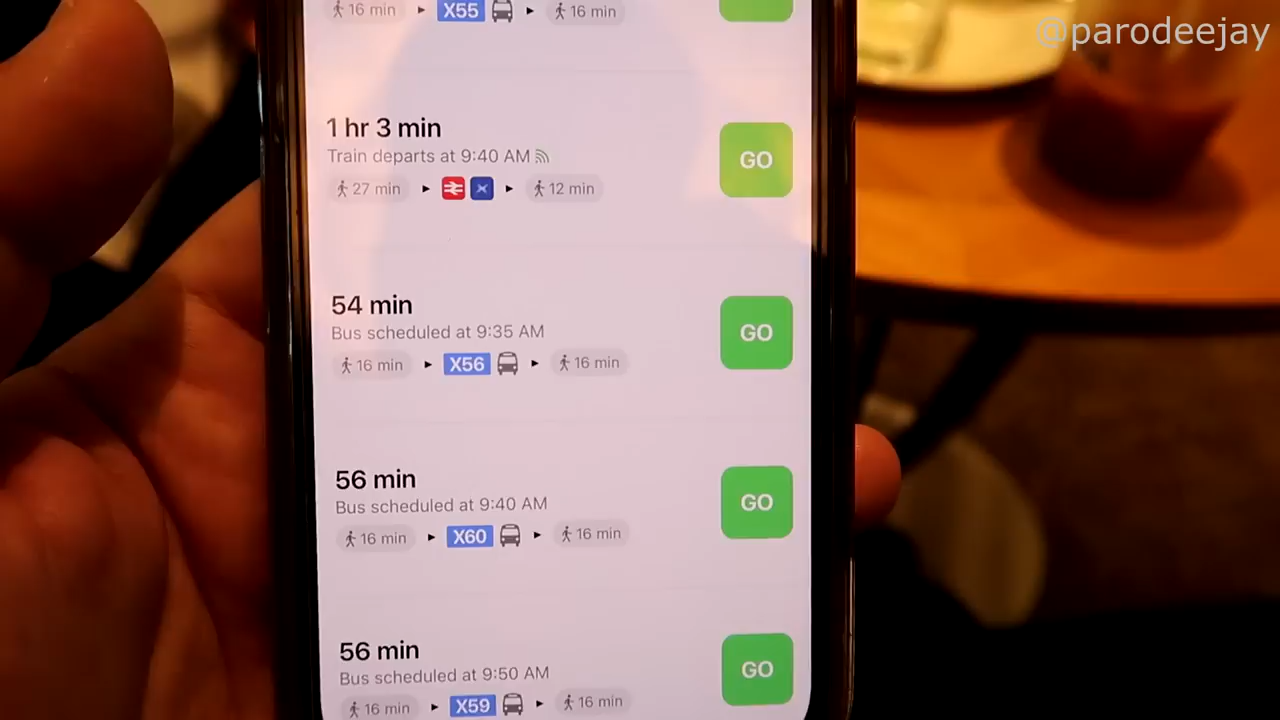 @parodeejay
16 min ▸ X55 ▸ 16 min
1 hr 3 min
Train departs at 9:40 AM
GO
27 min ▸ ▸ 12 min
54 min
Bus scheduled at 9:35 AM
GO
16 min ▸ X56 ▸ 16 min
56 min
Bus scheduled at 9:40 AM
GO
16 min ▸ X60 ▸ 16 min
56 min
Bus scheduled at 9:50 AM
GO
16 min ▸ X59 ▸ 16 min